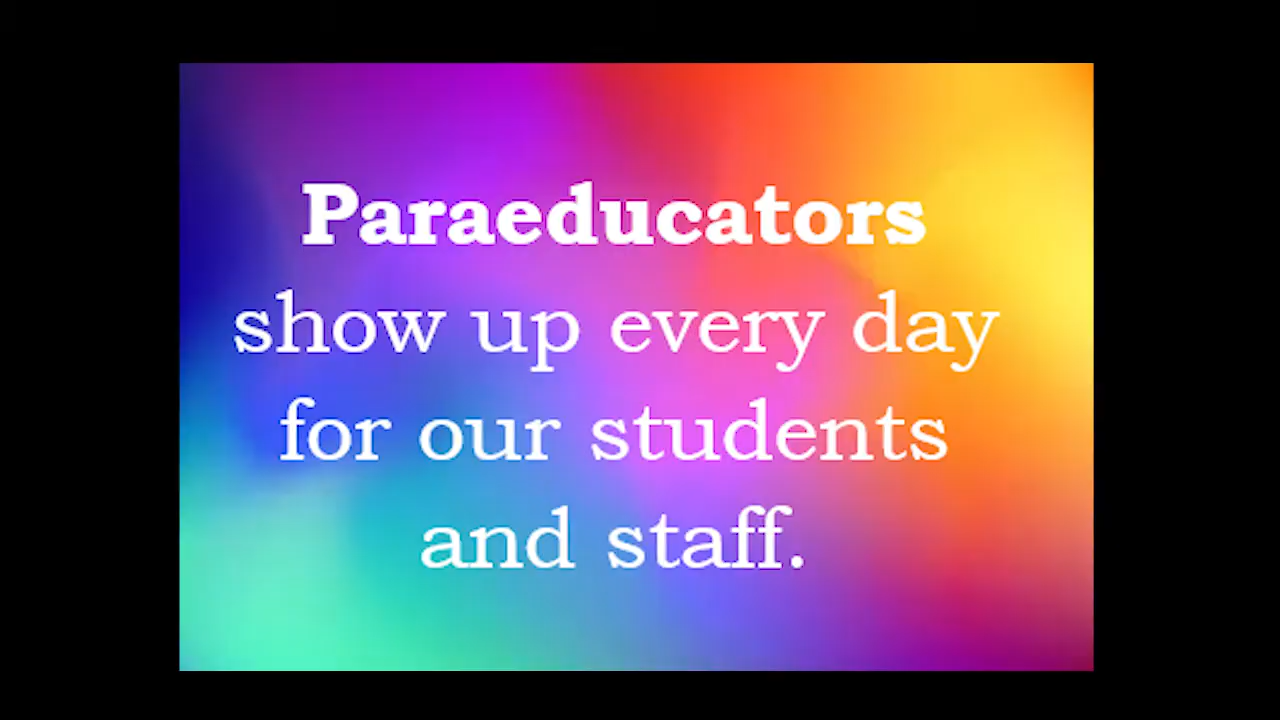 Paraeducators
show up every day
for our students
and staff.